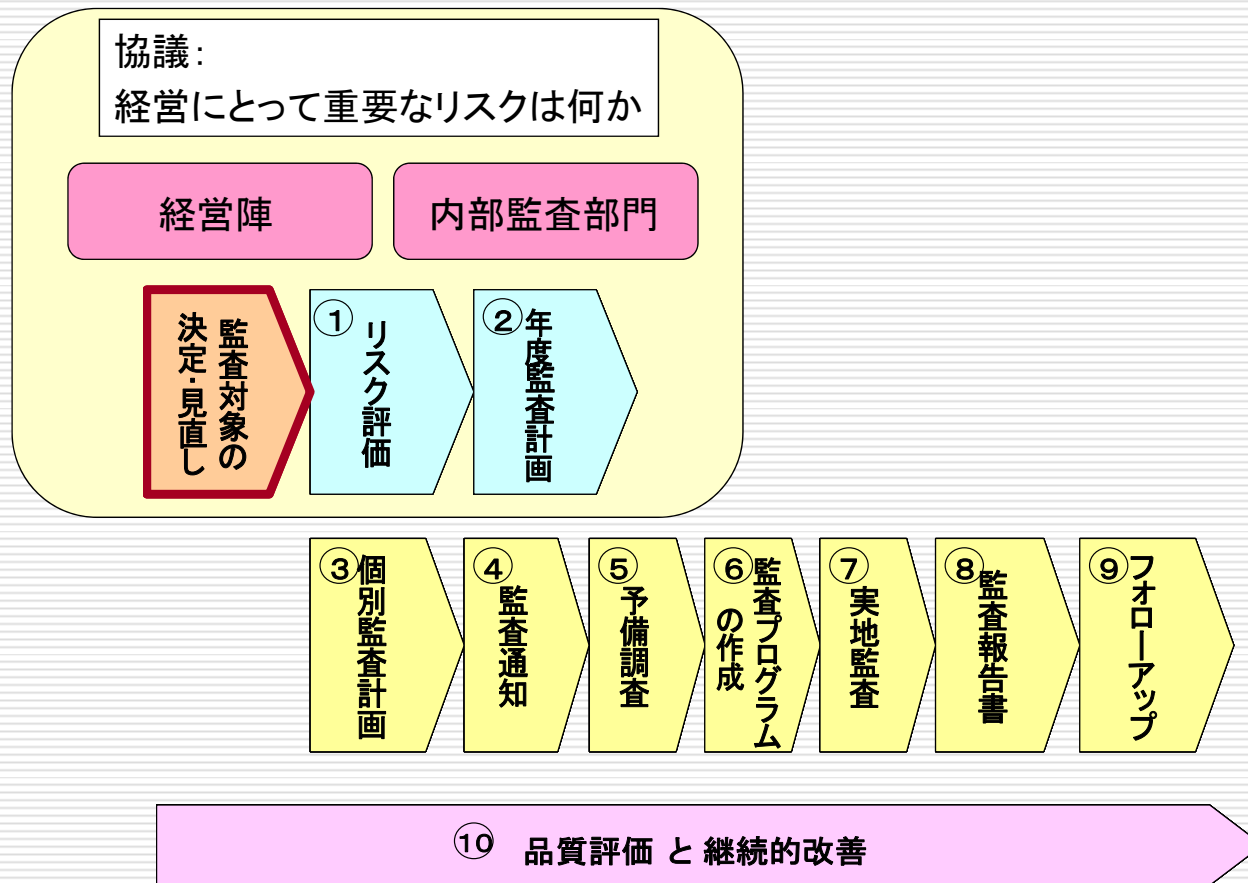 協議：
経営にとって重要なリスクは何か
経営陣
内部監査部門
監査対象の
決定・見直し
①
リスク評価
②
年度監査計画
③
個別監査計画
④
監査通知
⑤
予備調査
⑥
監査プログラム
の作成
⑦
実地監査
⑧
監査報告書
⑨
フォローアップ
⑩ 品質評価 と 継続的改善